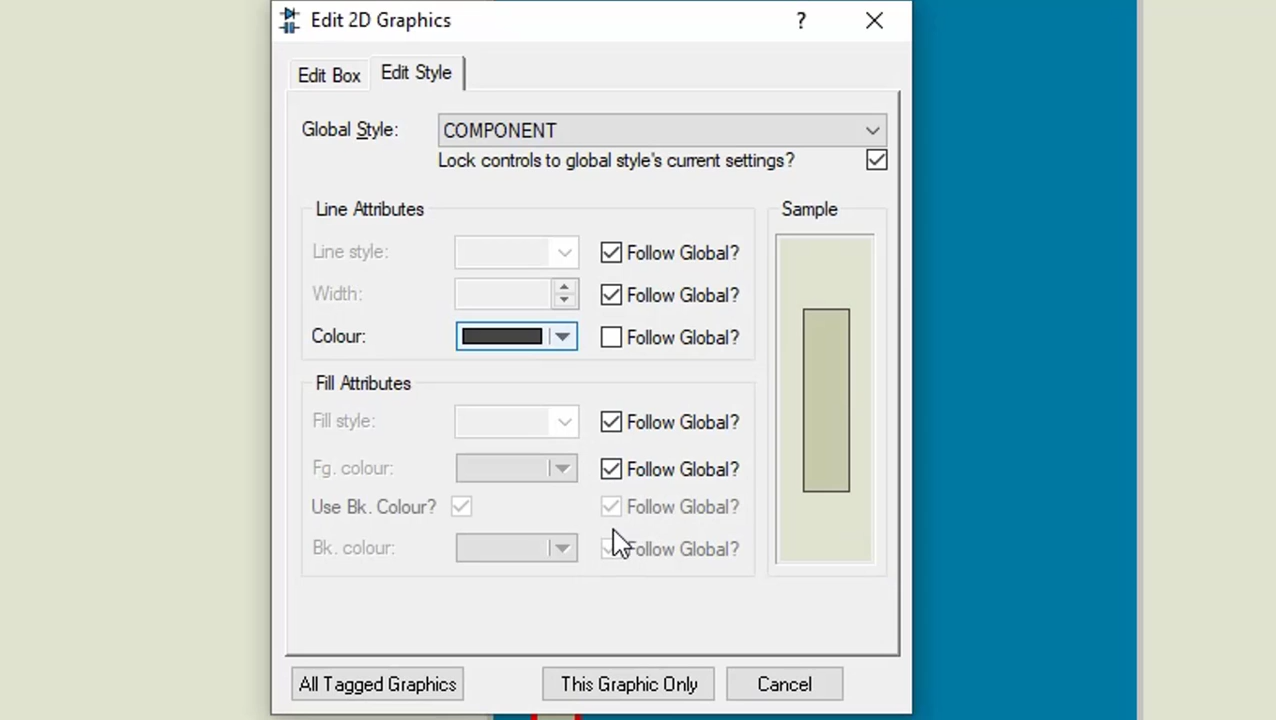 Edit 2D Graphics ?
Edit Box Edit Style
Global Style: COMPONENT
Lock controls to global style's current settings?
Line Attributes Sample
Line style: Follow Global?
Width: Follow Global?
Colour: Follow Global?
Fill Attributes
Fill style: Follow Global?
Fg. colour: Follow Global?
Use Bk. Colour? Follow Global?
Bk. colour: Follow Global?
All Tagged Graphics This Graphic Only Cancel